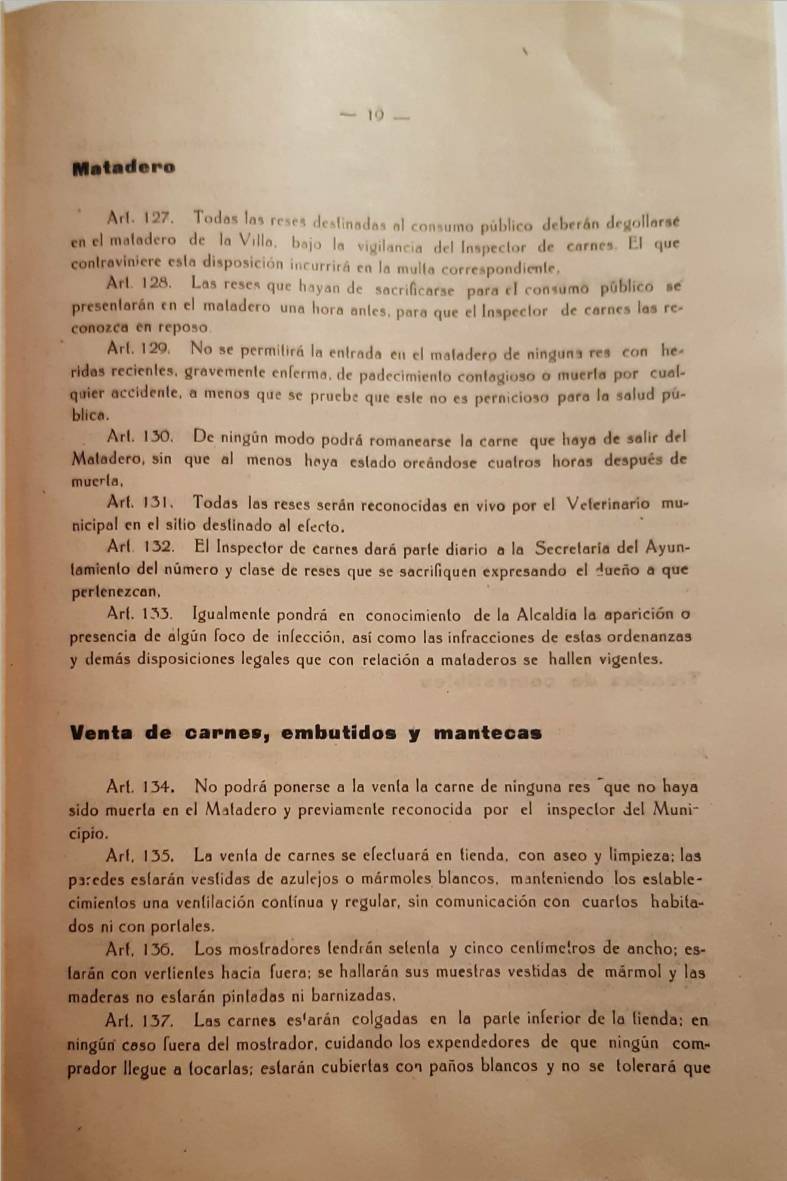 — 19 —
Matadero
Art. 127. Todas las reses destinadas al consumo público deberán degollarse
en el matadero de la Villa, bajo la vigilancia del Inspector de carnes. El que
contraviniere esta disposición incurrirá en la multa correspondiente,
Art. 128. Las reses que hayan de sacrificarse para el consumo público se
presentarán en el matadero una hora antes, para que el Inspector de carnes las re-
conozca en reposo
Art. 129. No se permitirá la entrada en el matadero de ninguna res con he-
ridas recientes, gravemente enferma, de padecimiento contagioso o muerta por cual-
quier accidente, a menos que se pruebe que este no es pernicioso para la salud pú-
blica.
Art. 130. De ningún modo podrá romanearse la carne que haya de salir del
Matadero, sin que al menos haya estado oreándose cuatros horas después de
muerta,
Art. 131. Todas las reses serán reconocidas en vivo por el Veterinario mu-
nicipal en el sitio destinado al efecto.
Art. 132. El Inspector de carnes dará parte diario a la Secretaría del Ayun-
tamiento del número y clase de reses que se sacrifiquen expresando el dueño a que
pertenezcan,
Art. 133. Igualmente pondrá en conocimiento de la Alcaldía la aparición o
presencia de algún foco de infección, así como las infracciones de estas ordenanzas
y demás disposiciones legales que con relación a mataderos se hallen vigentes.
Venta de carnes, embutidos y mantecas
Art. 134. No podrá ponerse a la venta la carne de ninguna res que no haya
sido muerta en el Matadero y previamente reconocida por el inspector del Muni-
cipio.
Art, 135. La venta de carnes se efectuará en tienda, con aseo y limpieza; las
paredes estarán vestidas de azulejos o mármoles blancos, manteniendo los estable-
cimientos una ventilación contínua y regular, sin comunicación con cuartos habita-
dos ni con portales.
Art, 136. Los mostradores tendrán setenta y cinco centímetros de ancho; es-
tarán con vertientes hacia fuera; se hallarán sus muestras vestidas de mármol y las
maderas no estarán pintadas ni barnizadas,
Art. 137. Las carnes estarán colgadas en la parte inferior de la tienda; en
ningún caso fuera del mostrador, cuidando los expendedores de que ningún com-
prador llegue a tocarlas; estarán cubiertas con paños blancos y no se tolerará que